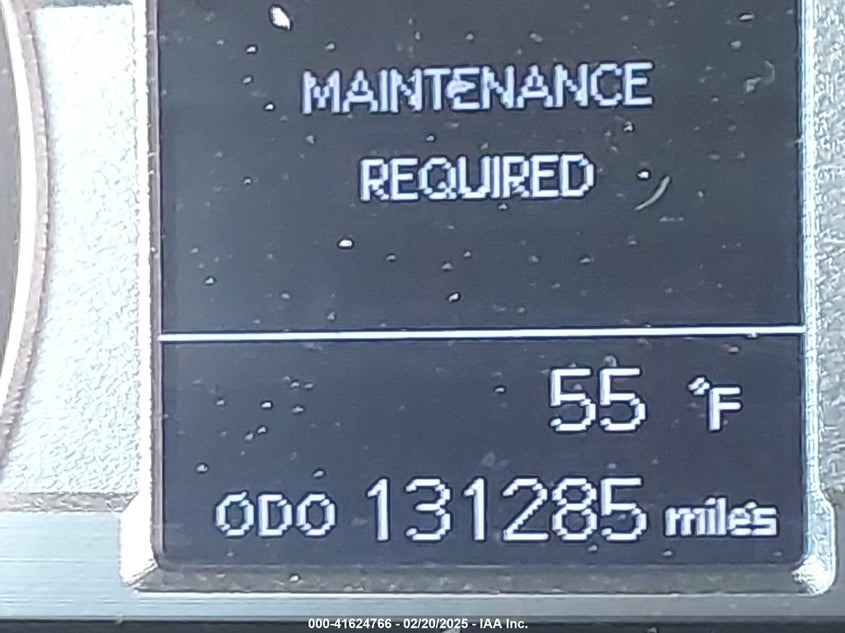 MAINTENANCE
REQUIRED
55 °F
ODO 131285 miles
000-41624766 - 02/20/2025 - IAA Inc.